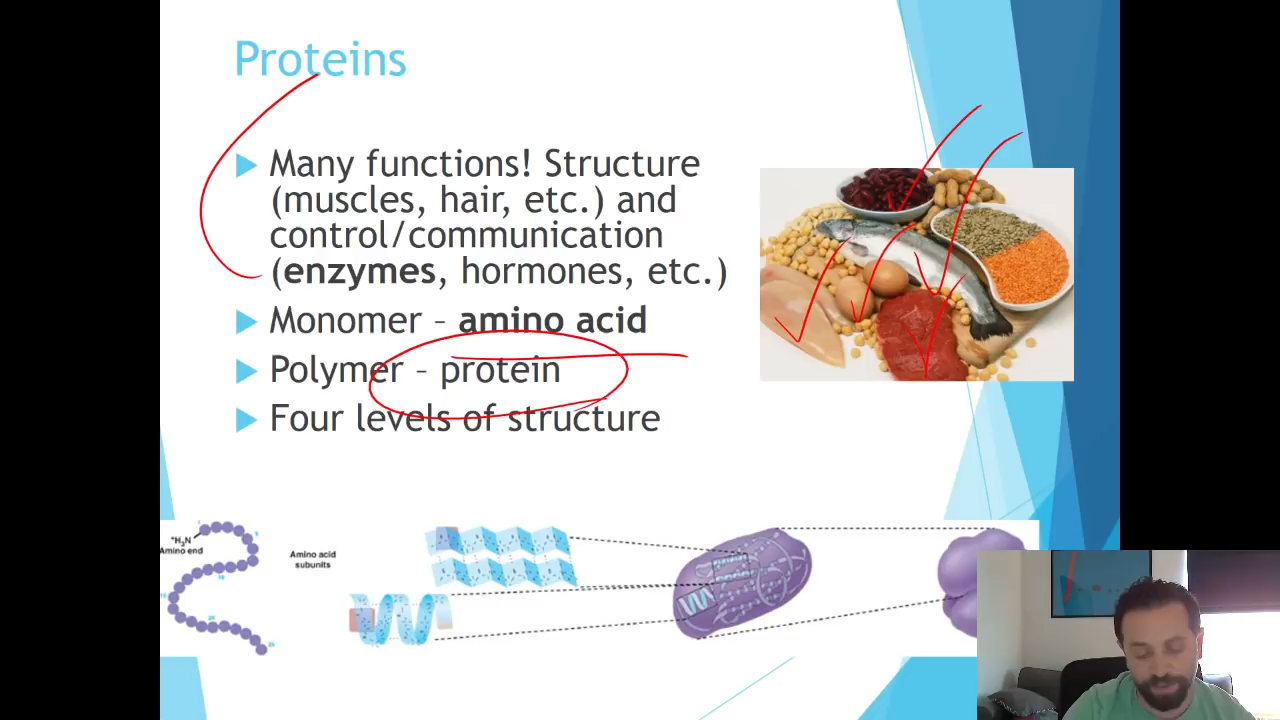 Proteins
Many functions! Structure
(muscles, hair, etc.) and
control/communication
(enzymes, hormones, etc.)
Monomer – amino acid
Polymer – protein
Four levels of structure
⁺H₃N
Amino end
Amino acid
subunits